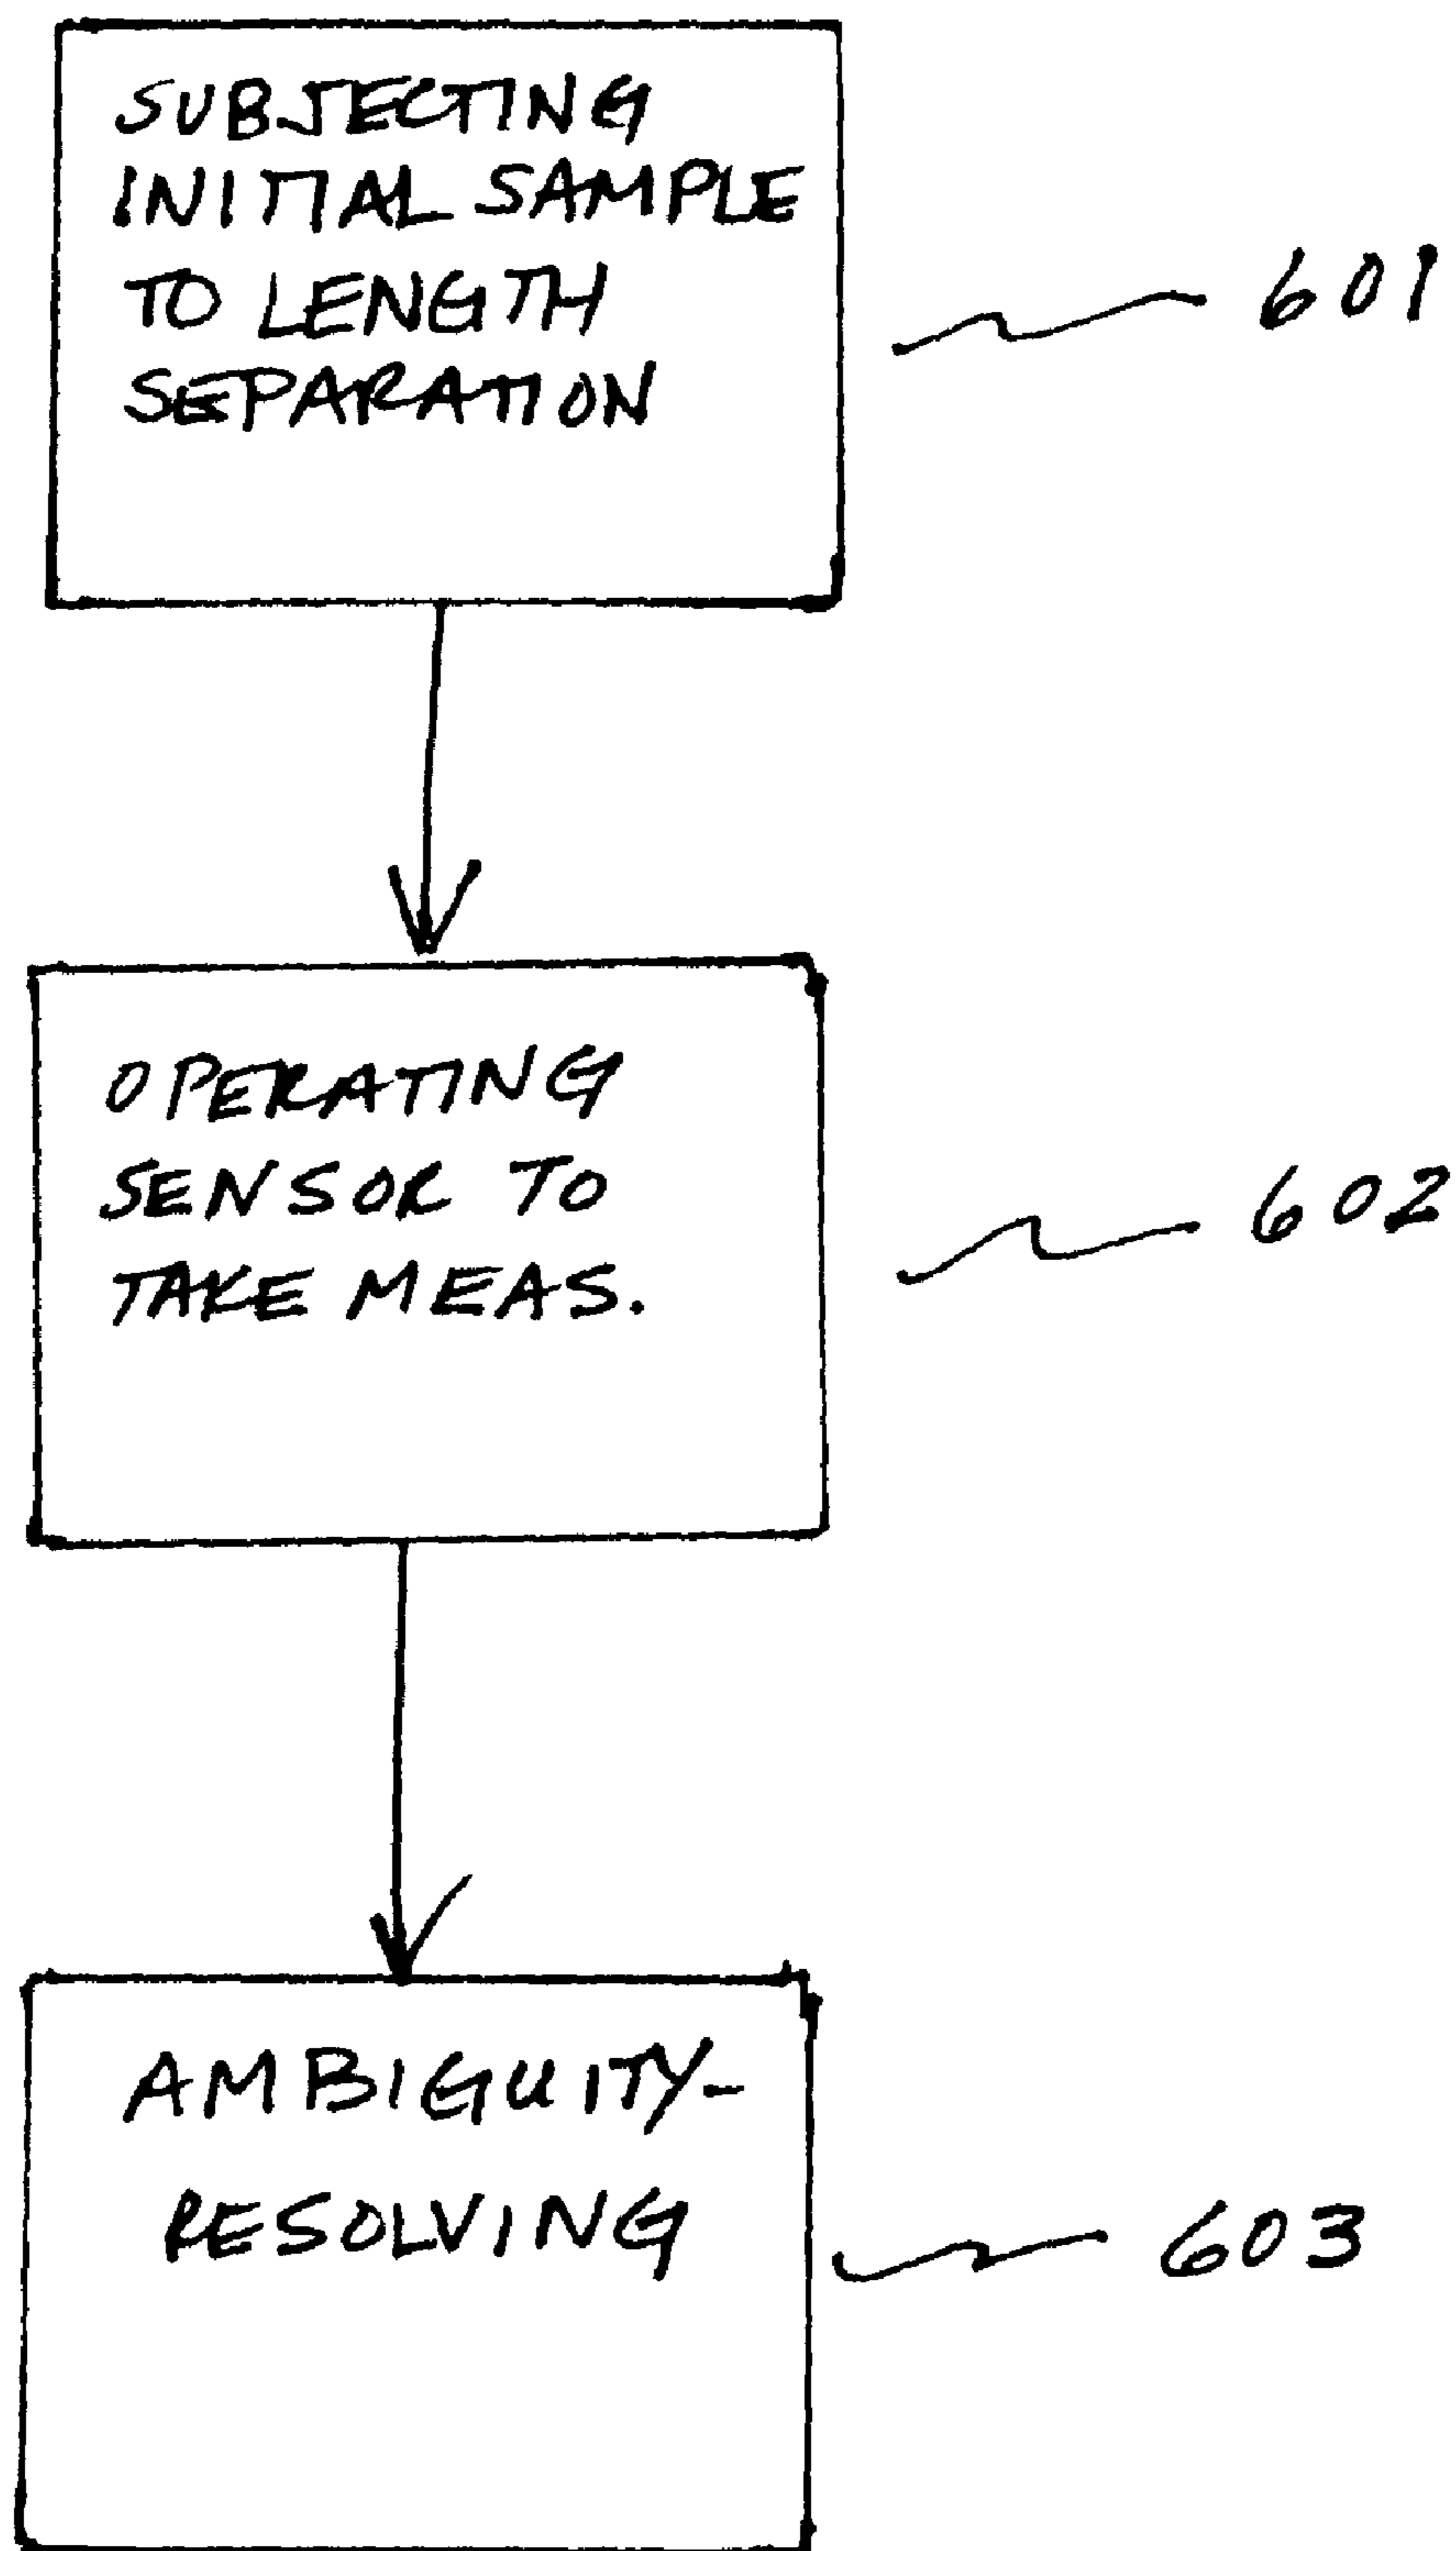 SUBJECTING
INITIAL SAMPLE
TO LENGTH
SEPARATION
601
OPERATING
SENSOR TO
TAKE MEAS.
602
AMBIGUITY-
RESOLVING
603